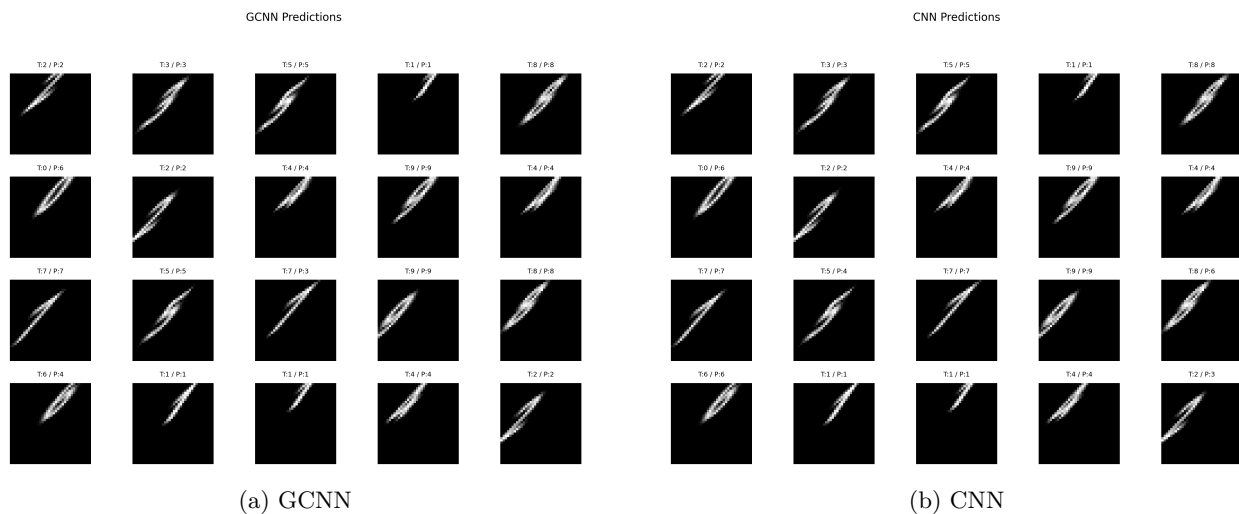 GCNN Predictions
T:2 / P:2 T:3 / P:3 T:5 / P:5 T:1 / P:1 T:8 / P:8
T:0 / P:6 T:2 / P:2 T:4 / P:4 T:9 / P:9 T:4 / P:4
T:7 / P:7 T:5 / P:5 T:7 / P:3 T:9 / P:9 T:8 / P:8
T:6 / P:4 T:1 / P:1 T:1 / P:1 T:4 / P:4 T:2 / P:2
(a) GCNN
CNN Predictions
T:2 / P:2 T:3 / P:3 T:5 / P:5 T:1 / P:1 T:8 / P:8
T:0 / P:6 T:2 / P:2 T:4 / P:4 T:9 / P:9 T:4 / P:4
T:7 / P:7 T:5 / P:4 T:7 / P:7 T:9 / P:9 T:8 / P:6
T:6 / P:6 T:1 / P:1 T:1 / P:1 T:4 / P:4 T:2 / P:3
(b) CNN